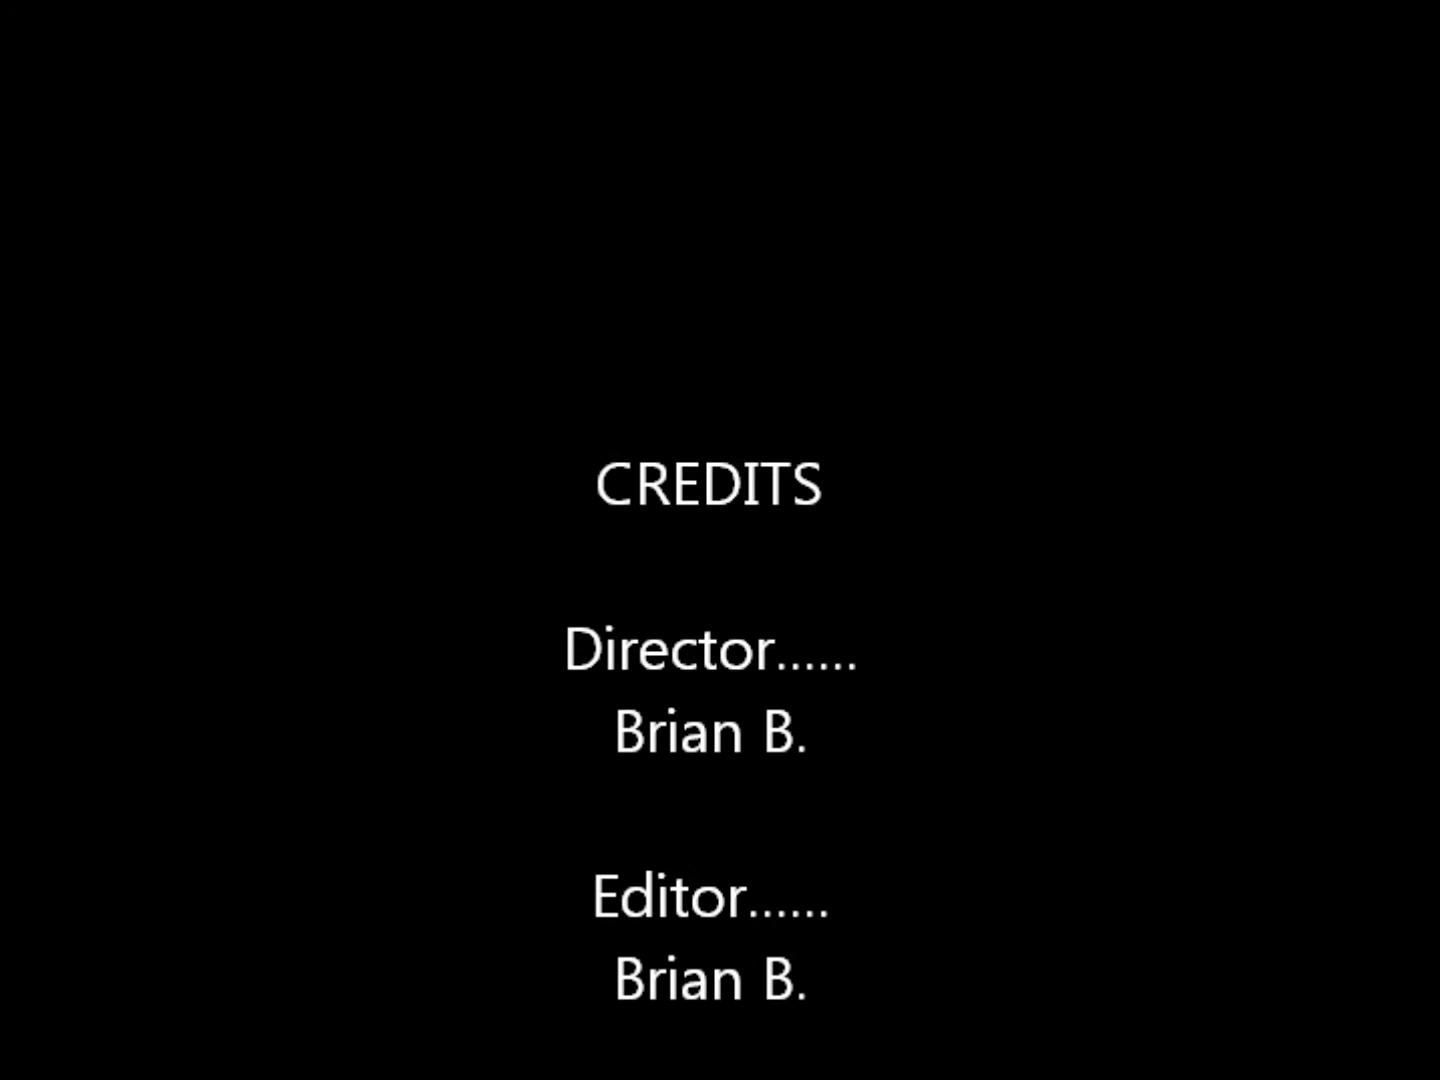 CREDITS
Director......
Brian B.
Editor......
Brian B.